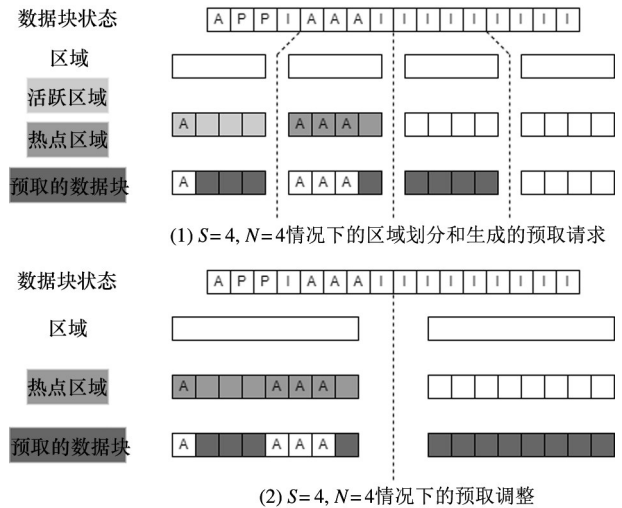 数据块状态 A P P I A A A I I I I I I I I I
区域
活跃区域
热点区域 A A A A
预取的数据块 A A A A
(1) S=4, N=4情况下的区域划分和生成的预取请求
数据块状态 A P P I A A A I I I I I I I I I
区域
热点区域 A A A A
预取的数据块 A A A A
(2) S=4, N=4情况下的预取调整